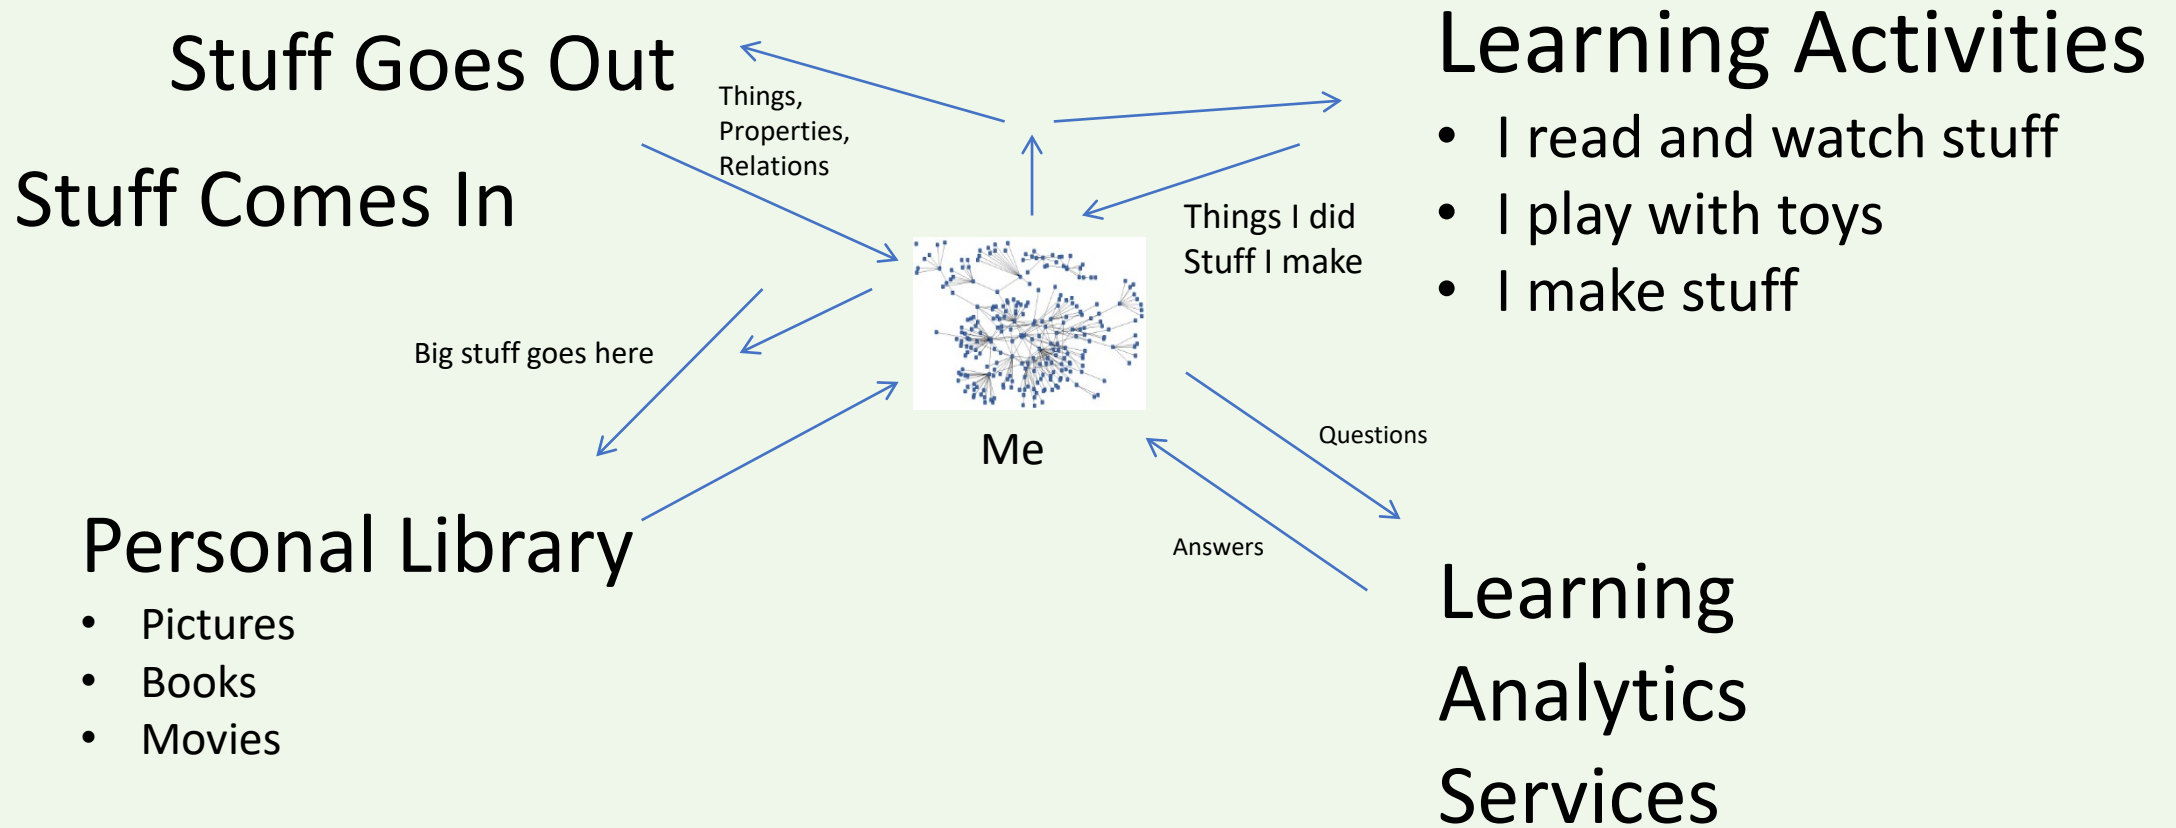 Stuff Goes Out
Things,
Properties,
Relations
Stuff Comes In
Learning Activities
• I read and watch stuff
• I play with toys
• I make stuff
Things I did
Stuff I make
Big stuff goes here
Me
Questions
Answers
Personal Library
• Pictures
• Books
• Movies
Learning
Analytics
Services